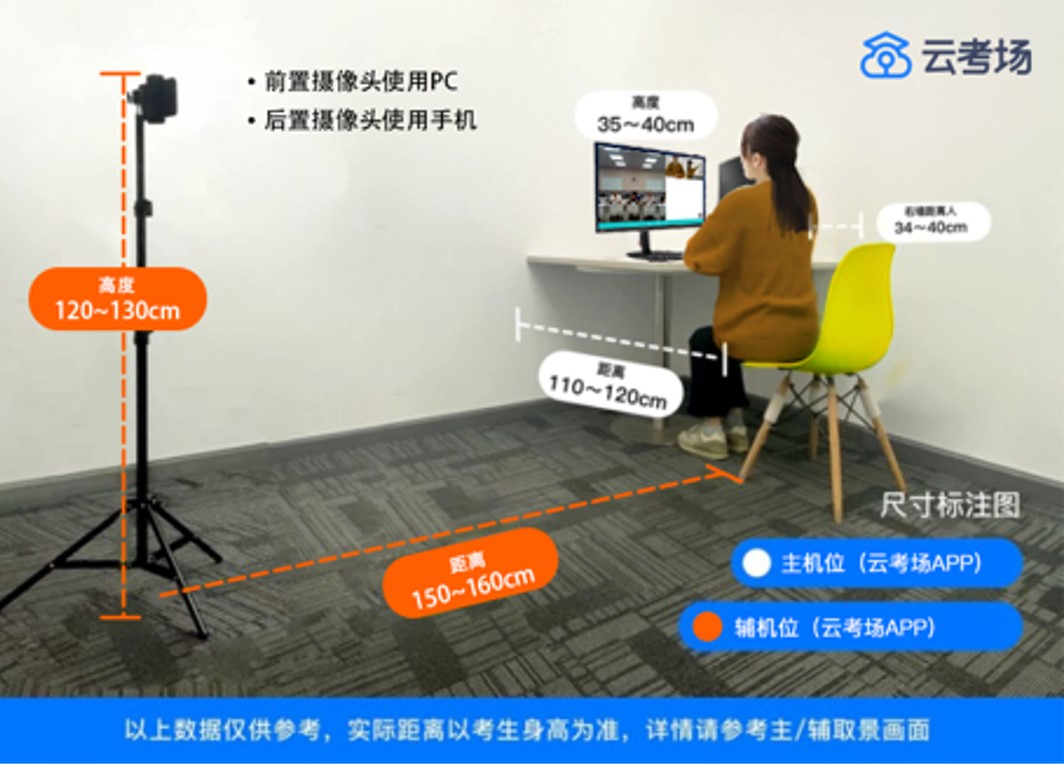 云考场
• 前置摄像头使用PC
• 后置摄像头使用手机
高度
35～40cm
右墙距离人
34～40cm
高度
120~130cm
距离
110～120cm
距离
150~160cm
尺寸标注图
主机位（云考场APP）
辅机位（云考场APP）
以上数据仅供参考，实际距离以考生身高为准，详情请参考主/辅取景画面